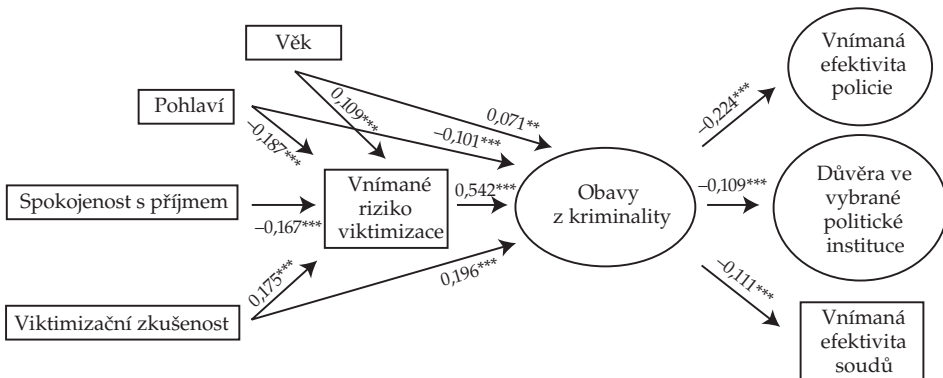 Věk
Vnímaná
efektivita
policie
Pohlaví
0,109***
0,071**
–0,224***
–0,187***
–0,101***
Spokojenost s příjmem
–0,167***
Vnímané
riziko
viktimizace
0,542***
Obavy
z kriminality
–0,109***
Důvěra ve
vybrané
politické
instituce
0,175***
0,196***
–0,111***
Viktimizační zkušenost
Vnímaná
efektivita
soudů